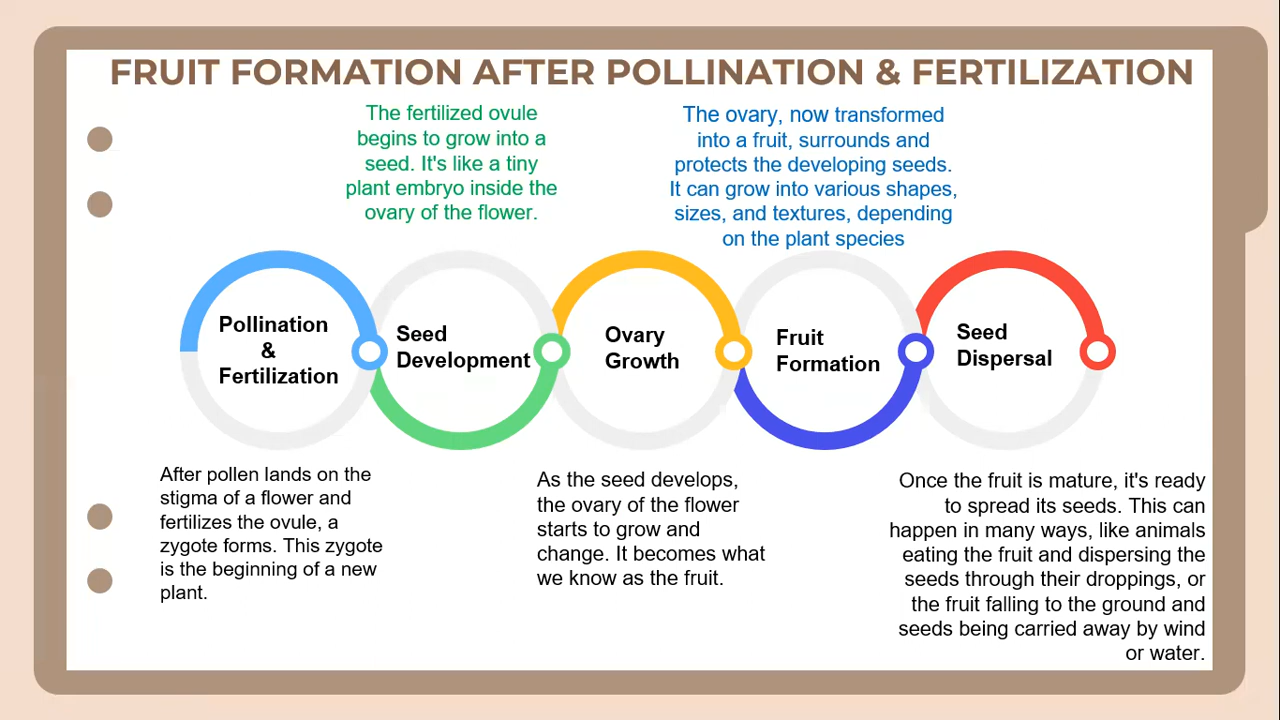 FRUIT FORMATION AFTER POLLINATION & FERTILIZATION
The fertilized ovule
begins to grow into a
seed. It's like a tiny
plant embryo inside the
ovary of the flower.
The ovary, now transformed
into a fruit, surrounds and
protects the developing seeds.
It can grow into various shapes,
sizes, and textures, depending
on the plant species
Pollination
&
Fertilization
Seed
Development
Ovary
Growth
Fruit
Formation
Seed
Dispersal
After pollen lands on the
stigma of a flower and
fertilizes the ovule, a
zygote forms. This zygote
is the beginning of a new
plant.
As the seed develops,
the ovary of the flower
starts to grow and
change. It becomes what
we know as the fruit.
Once the fruit is mature, it's ready
to spread its seeds. This can
happen in many ways, like animals
eating the fruit and dispersing the
seeds through their droppings, or
the fruit falling to the ground and
seeds being carried away by wind
or water.